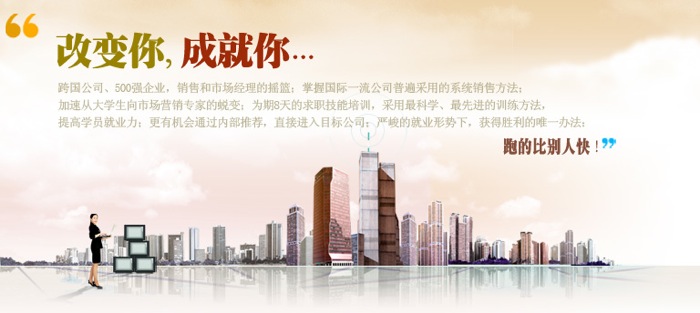 “
改变你, 成就你...
跨国公司、500强企业，销售和市场经理的摇篮；掌握国际一流公司普遍采用的系统销售方法；
加速从大学生向市场营销专家的蜕变；为期8天的求职技能培训，采用最科学、最先进的训练方法，
提高学员就业力；更有机会通过内部推荐，直接进入目标公司；严峻的就业形势下，获得胜利的唯一办法：
跑的比别人快！”